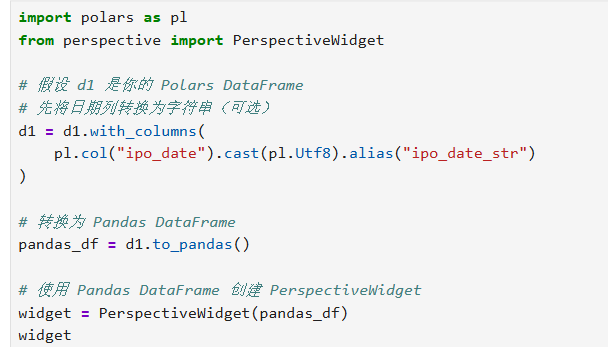 import polars as pl
from perspective import PerspectiveWidget
# 假设 d1 是你的 Polars DataFrame
# 先将日期列转换为字符串（可选）
d1 = d1.with_columns(
    pl.col("ipo_date").cast(pl.Utf8).alias("ipo_date_str")
)
# 转换为 Pandas DataFrame
pandas_df = d1.to_pandas()
# 使用 Pandas DataFrame 创建 PerspectiveWidget
widget = PerspectiveWidget(pandas_df)
widget